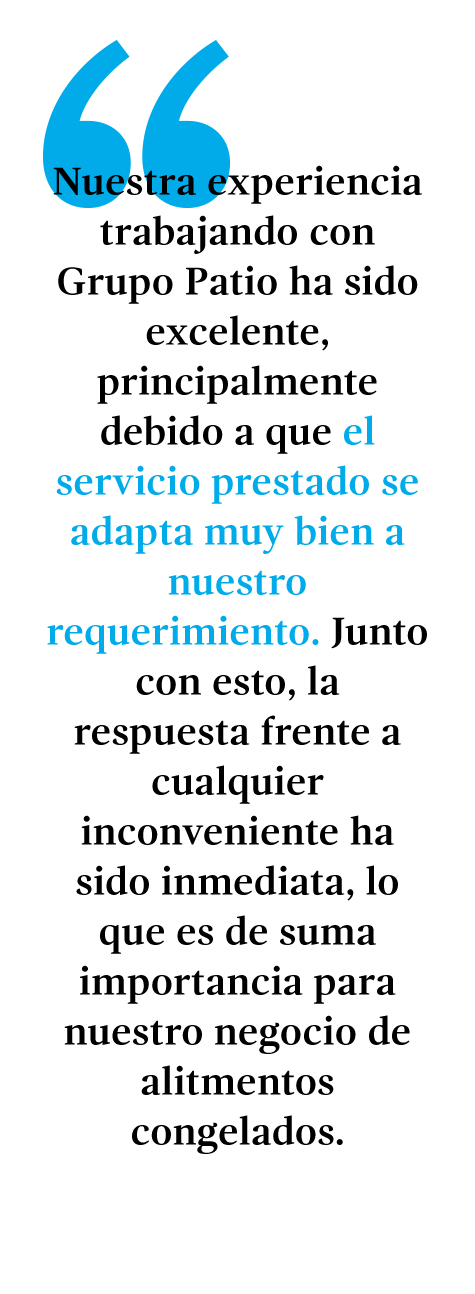 “
Nuestra experiencia
trabajando con
Grupo Patio ha sido
excelente,
principalmente
debido a que el
servicio prestado se
adapta muy bien a
nuestro
requerimiento. Junto
con esto, la
respuesta frente a
cualquier
inconveniente ha
sido inmediata, lo
que es de suma
importancia para
nuestro negocio de
alitmentos
congelados.